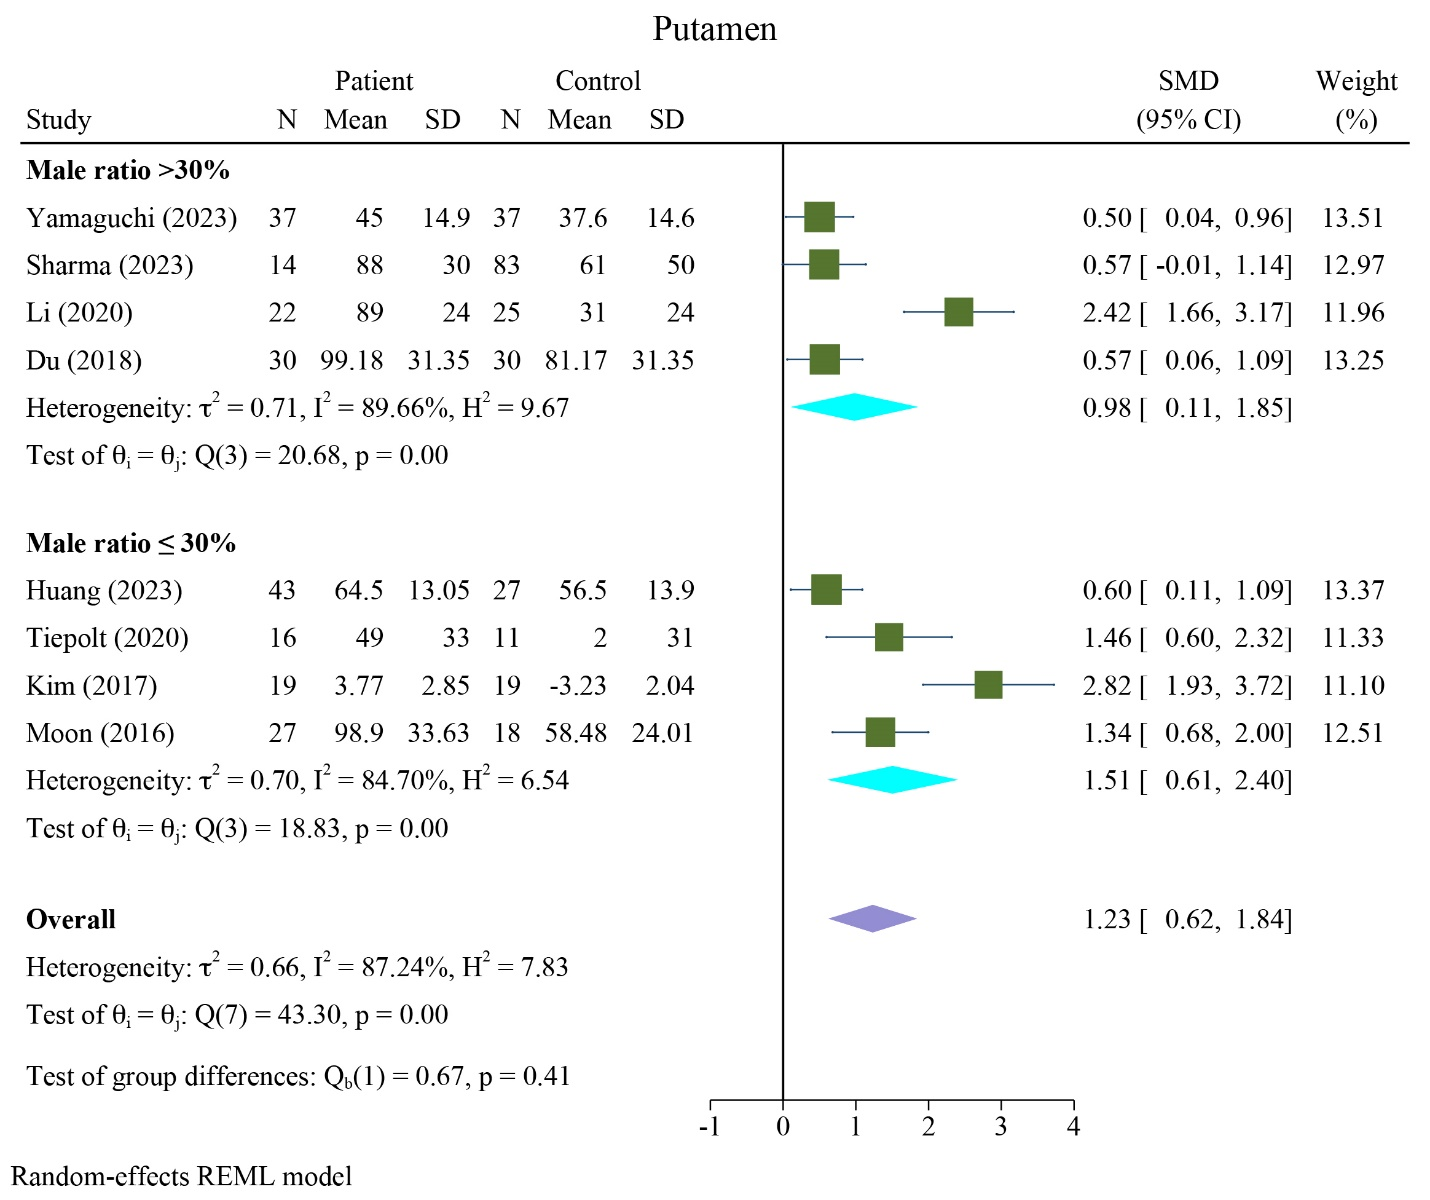 Putamen
Patient Control SMD Weight
Study N Mean SD N Mean SD (95% CI) (%)
Male ratio >30%
Yamaguchi (2023) 37 45 14.9 37 37.6 14.6 0.50 [ 0.04, 0.96] 13.51
Sharma (2023) 14 88 30 83 61 50 0.57 [ -0.01, 1.14] 12.97
Li (2020) 22 89 24 25 31 24 2.42 [ 1.66, 3.17] 11.96
Du (2018) 30 99.18 31.35 30 81.17 31.35 0.57 [ 0.06, 1.09] 13.25
Heterogeneity: τ² = 0.71, I² = 89.66%, H² = 9.67 0.98 [ 0.11, 1.85]
Test of θᵢ = θⱼ: Q(3) = 20.68, p = 0.00
Male ratio ≤ 30%
Huang (2023) 43 64.5 13.05 27 56.5 13.9 0.60 [ 0.11, 1.09] 13.37
Tiepolt (2020) 16 49 33 11 2 31 1.46 [ 0.60, 2.32] 11.33
Kim (2017) 19 3.77 2.85 19 -3.23 2.04 2.82 [ 1.93, 3.72] 11.10
Moon (2016) 27 98.9 33.63 18 58.48 24.01 1.34 [ 0.68, 2.00] 12.51
Heterogeneity: τ² = 0.70, I² = 84.70%, H² = 6.54 1.51 [ 0.61, 2.40]
Test of θᵢ = θⱼ: Q(3) = 18.83, p = 0.00
Overall 1.23 [ 0.62, 1.84]
Heterogeneity: τ² = 0.66, I² = 87.24%, H² = 7.83
Test of θᵢ = θⱼ: Q(7) = 43.30, p = 0.00
Test of group differences: Q_b(1) = 0.67, p = 0.41
-1 0 1 2 3 4
Random-effects REML model